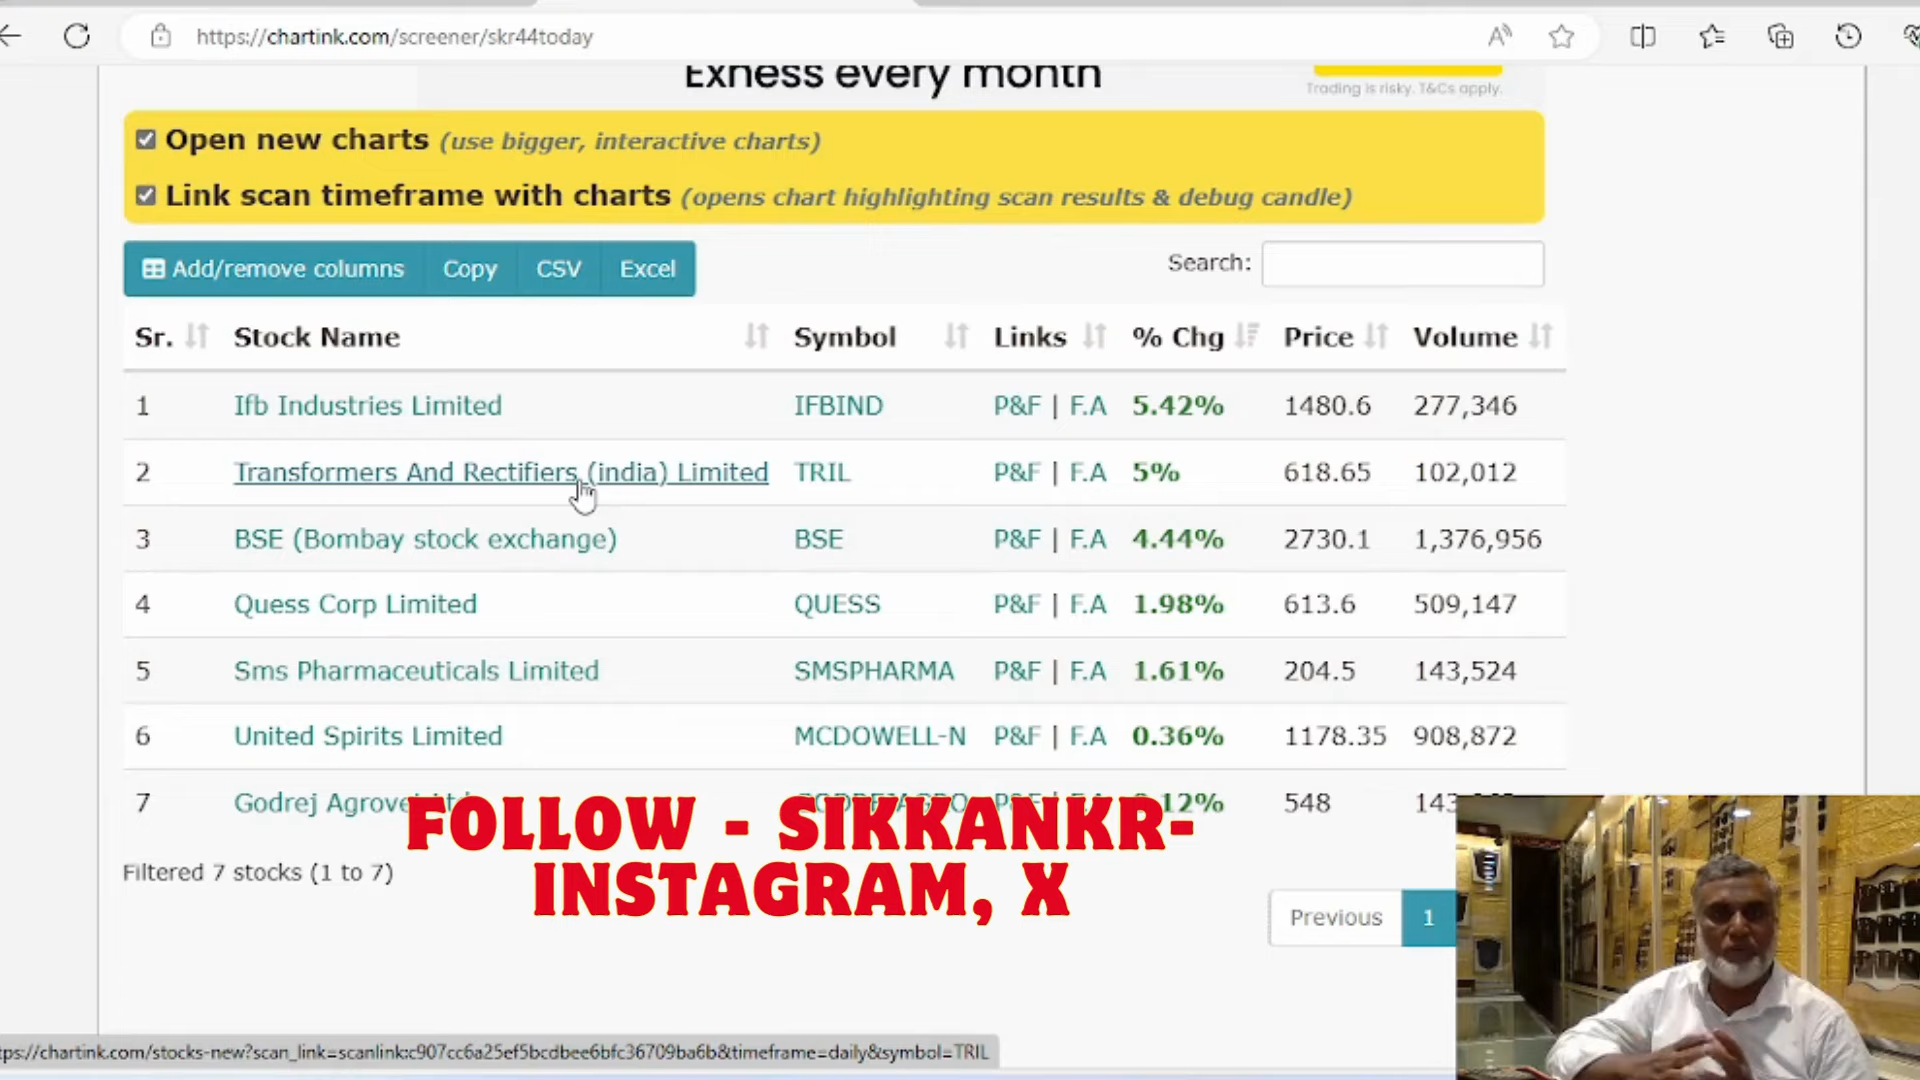 https://chartink.com/screener/skr44today
Exness every month
Trading is risky. T&Cs apply.
Open new charts (use bigger, interactive charts)
Link scan timeframe with charts (opens chart highlighting scan results & debug candle)
Add/remove columns Copy CSV Excel Search:
Sr. Stock Name Symbol Links % Chg Price Volume
1 Ifb Industries Limited IFBIND P&F | F.A 5.42% 1480.6 277,346
2 Transformers And Rectifiers (india) Limited TRIL P&F | F.A 5% 618.65 102,012
3 BSE (Bombay stock exchange) BSE P&F | F.A 4.44% 2730.1 1,376,956
4 Quess Corp Limited QUESS P&F | F.A 1.98% 613.6 509,147
5 Sms Pharmaceuticals Limited SMSPHARMA P&F | F.A 1.61% 204.5 143,524
6 United Spirits Limited MCDOWELL-N P&F | F.A 0.36% 1178.35 908,872
7 Godrej 548
FOLLOW - SIKKANKR-
INSTAGRAM, X
Filtered 7 stocks (1 to 7)
Previous 1
tps://chartink.com/stocks-new?scan_link=scanlink:c907cc6a25ef5bcdbee6bfc36709ba6b&timeframe=daily&symbol=TRIL